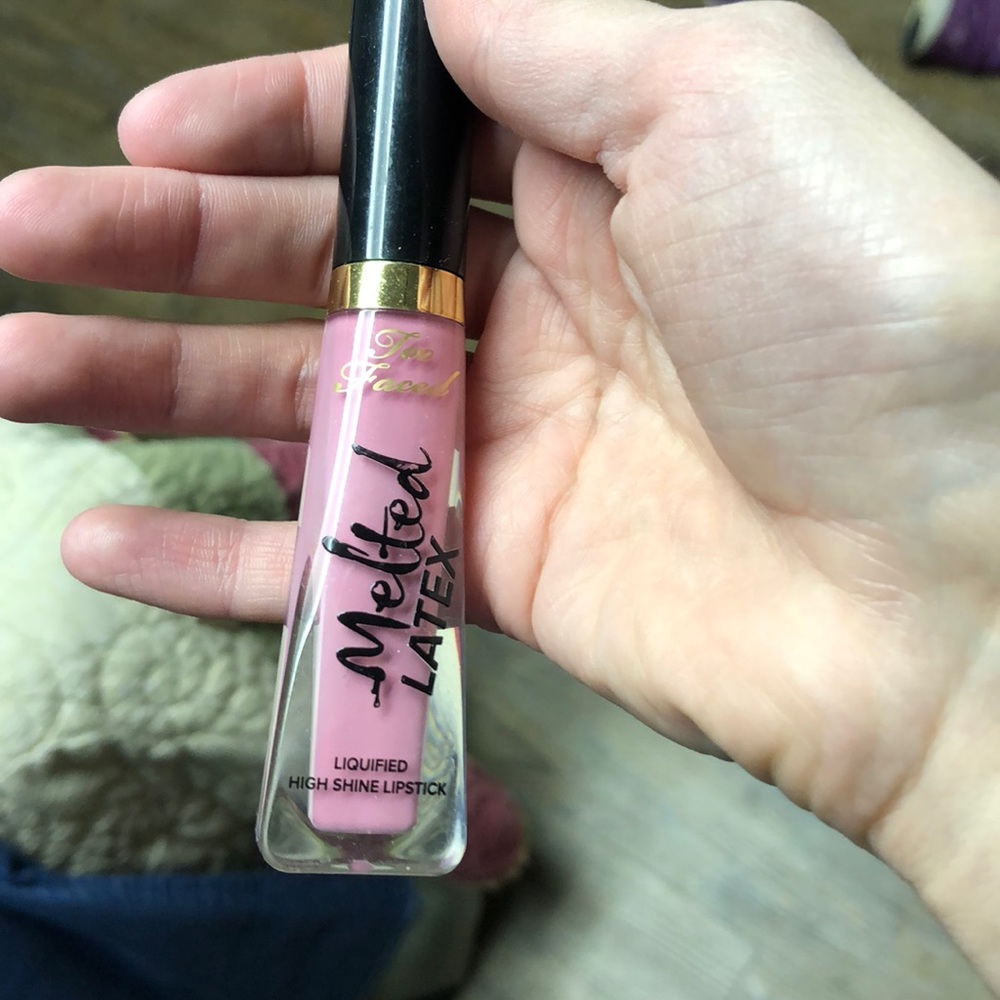 Too
Faced
Melted
LATEX
LIQUIFIED
HIGH SHINE LIPSTICK